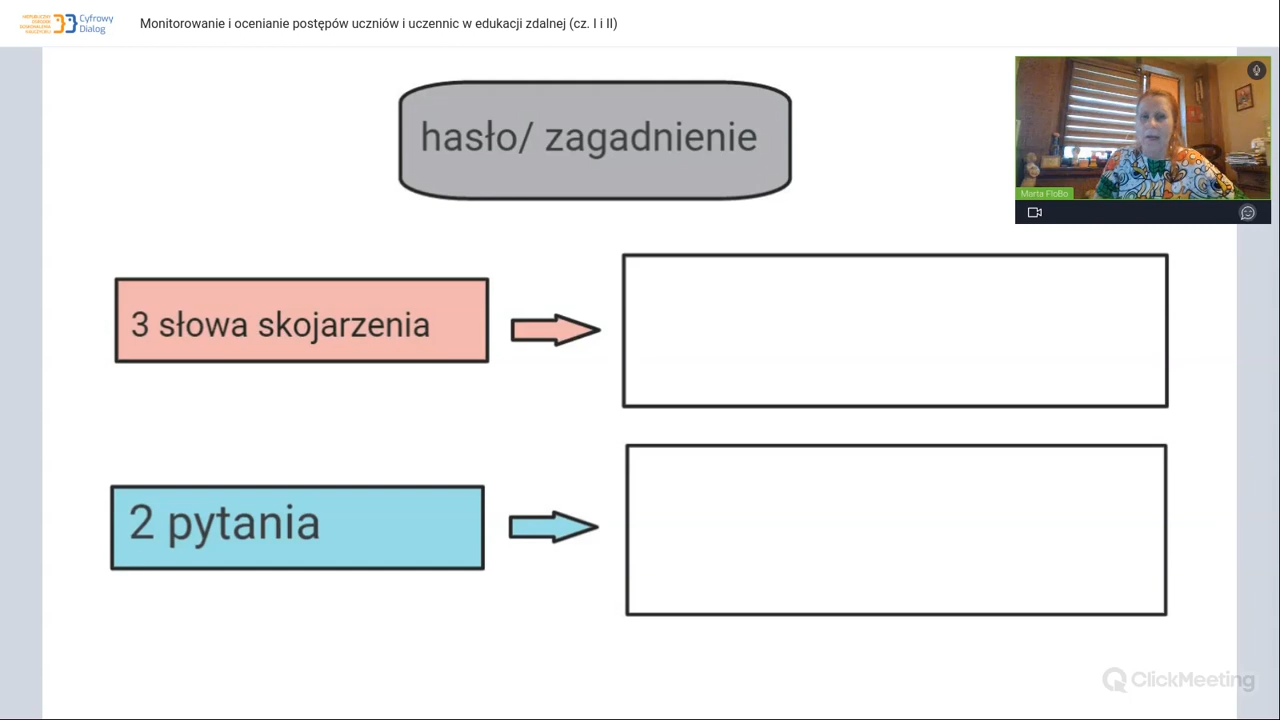 Cyfrowy
Dialog
Monitorowanie i ocenianie postępów uczniów i uczennic w edukacji zdalnej (cz. I i II)
hasło/ zagadnienie
Marta FloBo
3 słowa skojarzenia
2 pytania
ClickMeeting